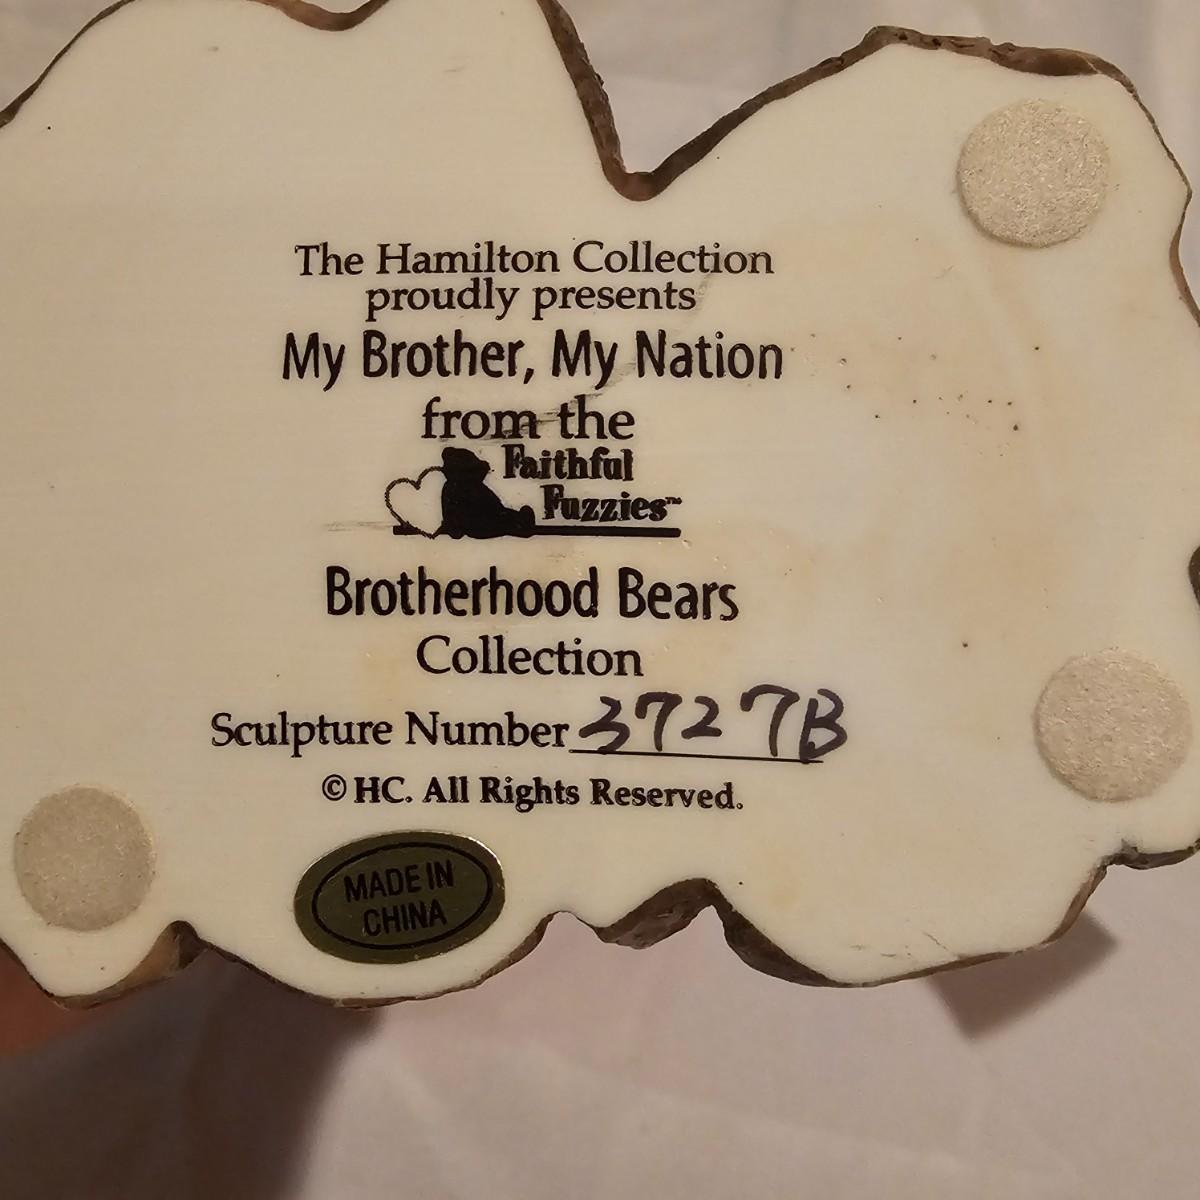 The Hamilton Collection
proudly presents
My Brother, My Nation
from the
Faithful
Fuzzies™
Brotherhood Bears
Collection
Sculpture Number 3727B
© HC. All Rights Reserved.
MADE IN
CHINA